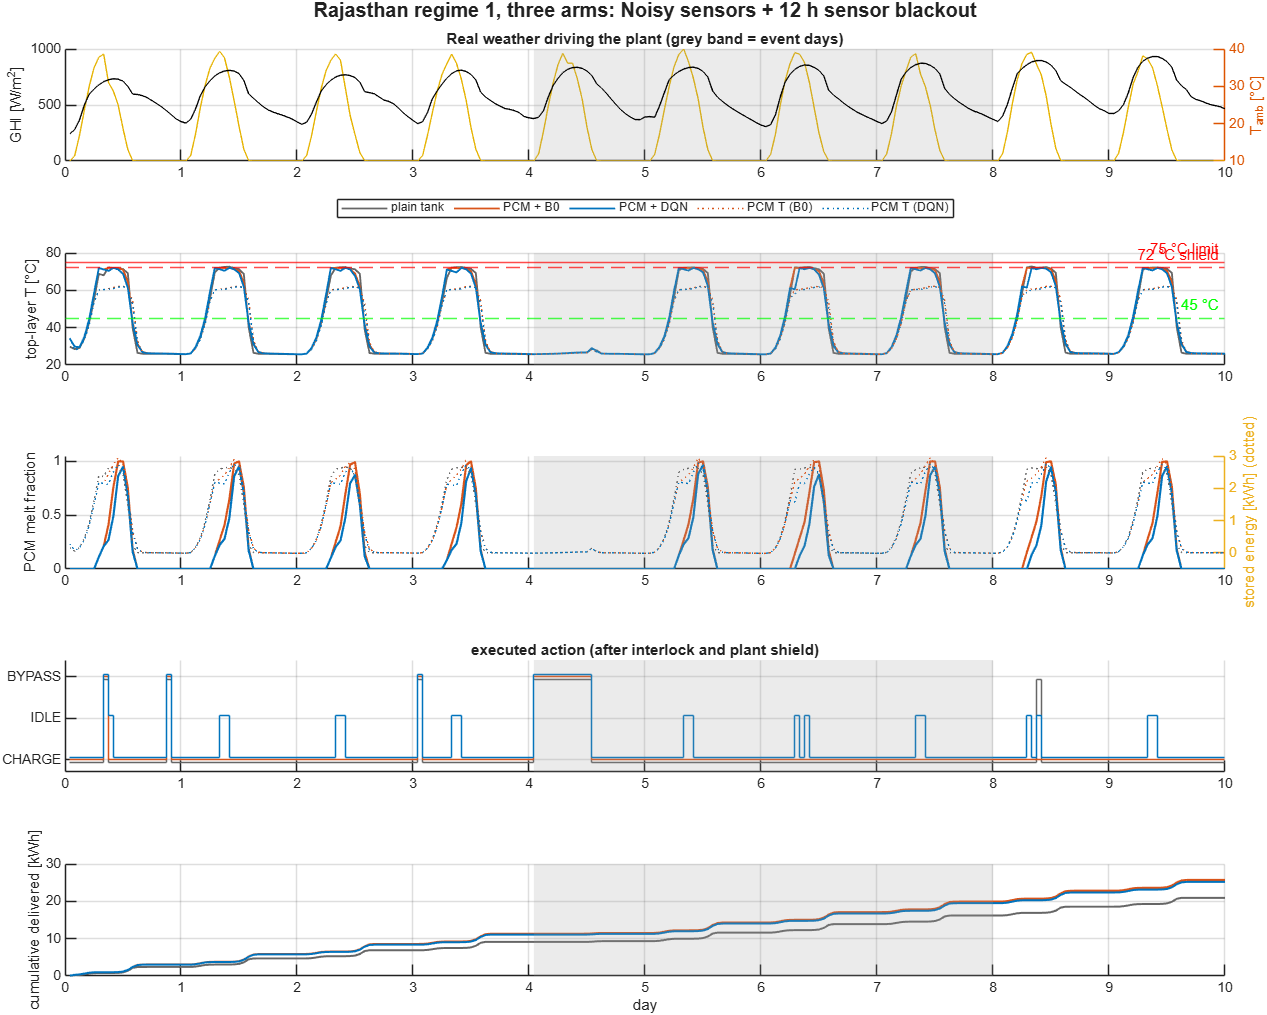 Rajasthan regime 1, three arms: Noisy sensors + 12 h sensor blackout
Real weather driving the plant (grey band = event days)
GHI [W/m²]
1000
500
0
40
30
20
10
T_amb [°C]
0 1 2 3 4 5 6 7 8 9 10
plain tank PCM + B0 PCM + DQN PCM T (B0) PCM T (DQN)
top-layer T [°C]
80
60
40
20
75 °C limit
72 °C shield
45 °C
0 1 2 3 4 5 6 7 8 9 10
PCM melt fraction
1
0.5
0
3
2
1
0
stored energy [kWh] (dotted)
0 1 2 3 4 5 6 7 8 9 10
executed action (after interlock and plant shield)
BYPASS
IDLE
CHARGE
0 1 2 3 4 5 6 7 8 9 10
cumulative delivered [kWh]
30
20
10
0
0 1 2 3 4 5 6 7 8 9 10
day